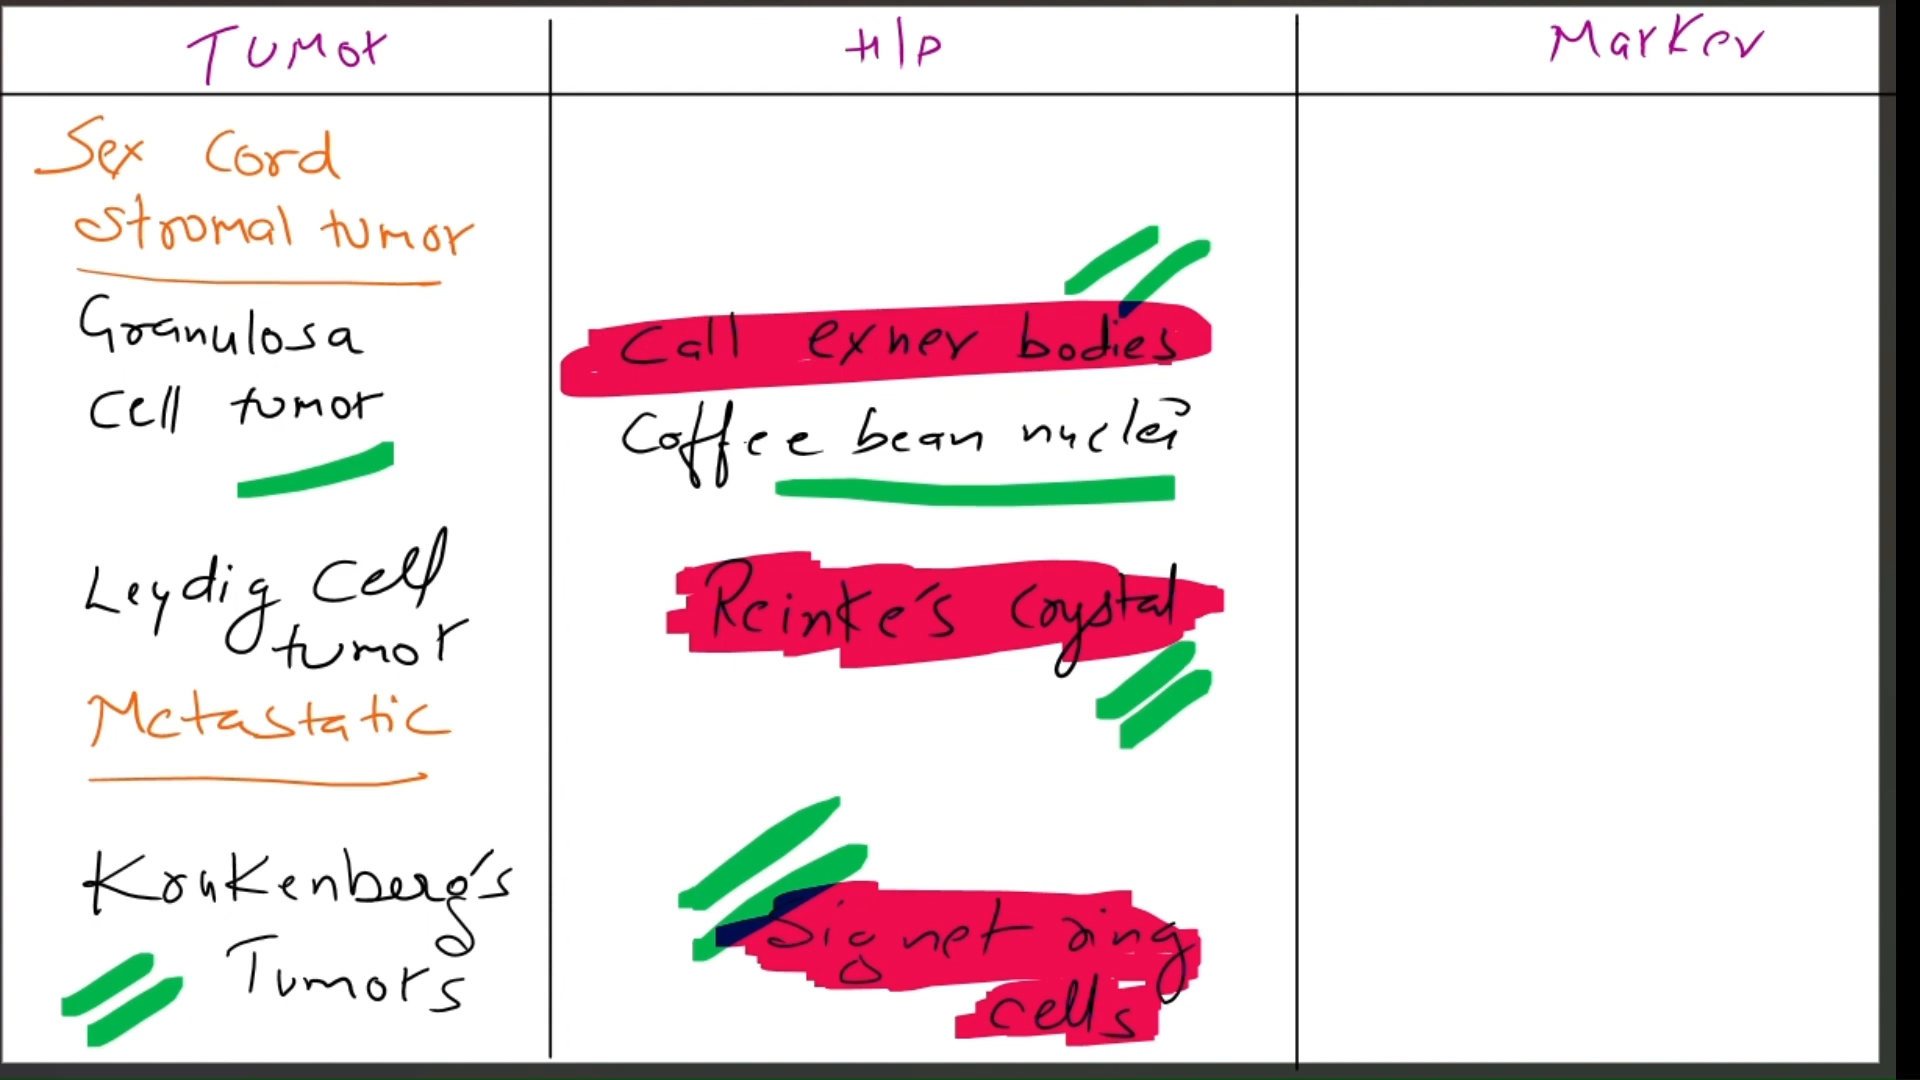 Tumor H/P Marker
Sex Cord
Stromal tumor
Granulosa Call exner bodies
Cell tumor Coffee bean nuclei
Leydig Cell Reinke's Crystal
tumor
Metastatic
Krukenberg's Signet ring
Tumors cells